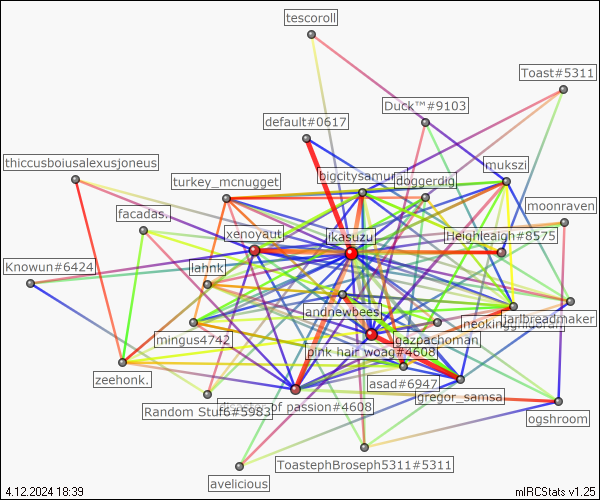 tescoroll
Toast#5311
Duck™#9103
default#0617
thiccusboiusalexusjoneus
bigcitysamur
doggerdig
mukszi
turkey_mcnugget
moonraven
facadas.
xenoyaut
ikasuzu
Heighleaigh#8575
Knowun#6424
lahnk
andnewbees
jarlbreadmaker
mingus4742
gazpachoman
pink hair woag#4608
zeehonk.
asad#6947
gregor_samsa
Random Stuf6#5983
of passion#4608
ogshroom
ToastephBroseph5311#5311
avelicious
4.12.2024 18:39
mIRCStats v1.25